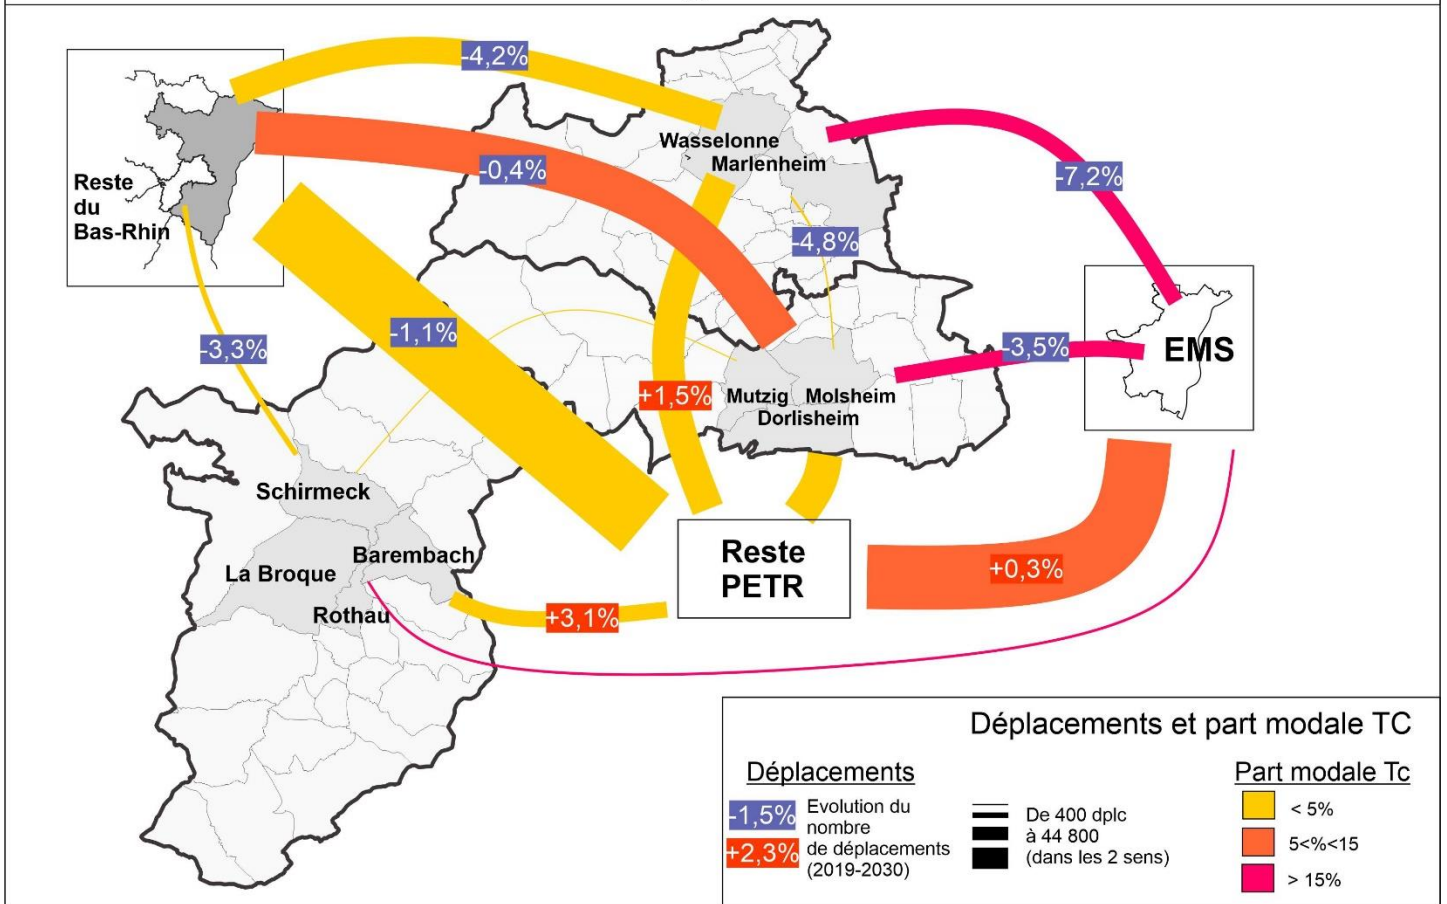 -4,2%
Wasselonne
Marlenheim
-0,4%
-7,2%
Reste
du
Bas-Rhin
-4,8%
-3,3%
-1,1%
-3,5%
EMS
+1,5%
Mutzig Molsheim
Dorlisheim
Schirmeck
Barembach
La Broque
Rothau
+3,1%
Reste
PETR
+0,3%
Déplacements et part modale TC
Déplacements
-1,5%
Evolution du
nombre
de déplacements
(2019-2030)
+2,3%
De 400 dplc
à 44 800
(dans les 2 sens)
Part modale Tc
< 5%
5<%<15
> 15%